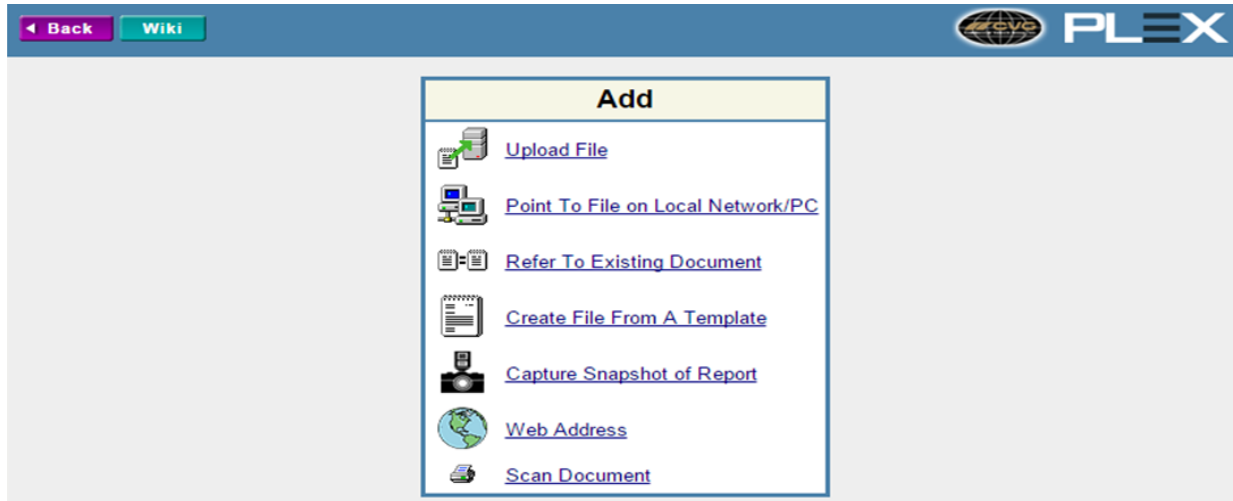 Back Wiki CVG PLEX
Add
Upload File
Point To File on Local Network/PC
Refer To Existing Document
Create File From A Template
Capture Snapshot of Report
Web Address
Scan Document